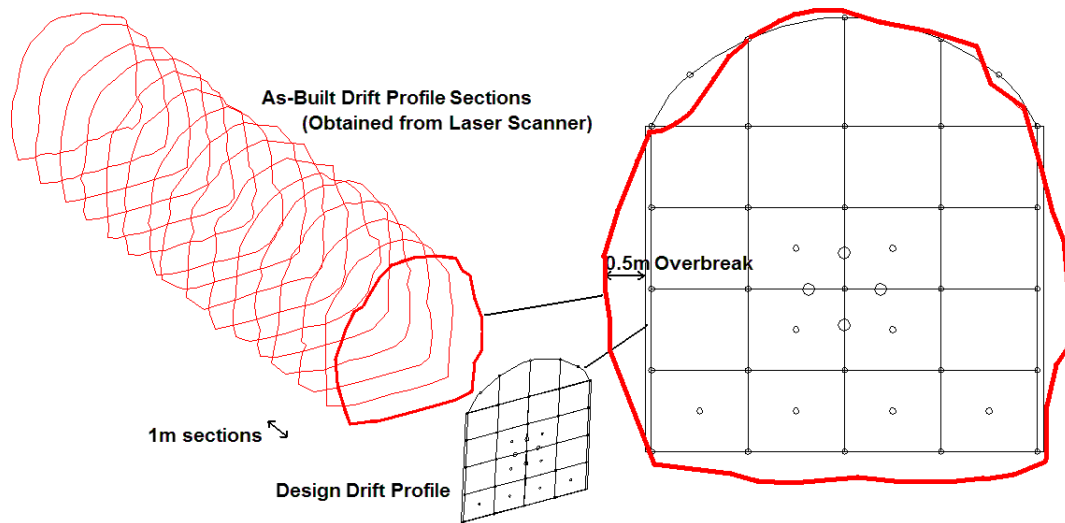 As-Built Drift Profile Sections
(Obtained from Laser Scanner)
0.5m Overbreak
1m sections
Design Drift Profile